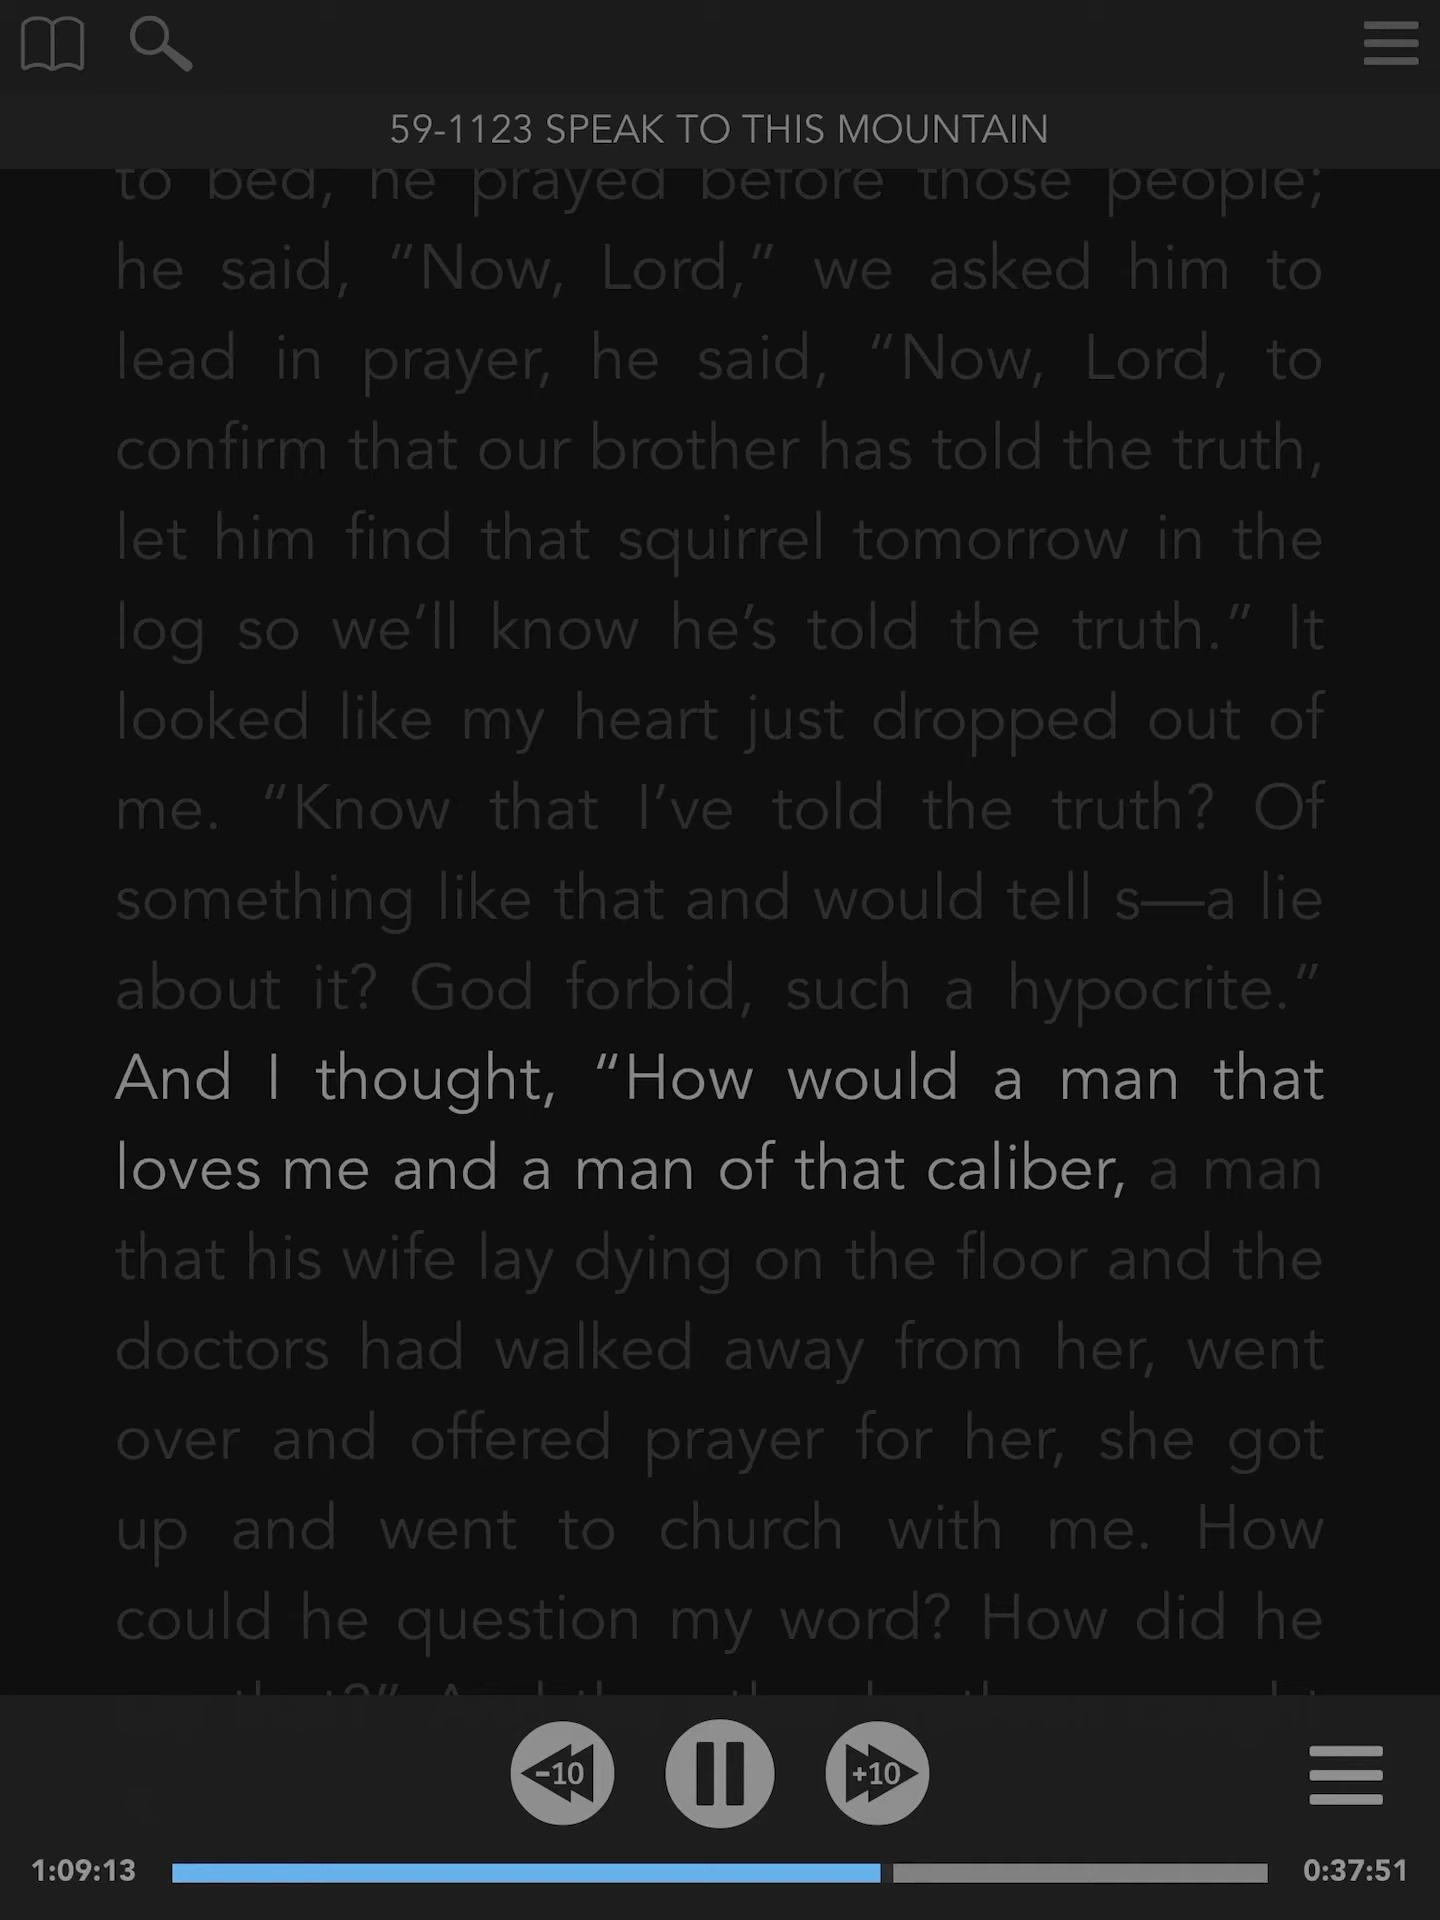 59-1123 SPEAK TO THIS MOUNTAIN
to bed, he prayed before those people;
he said, “Now, Lord,” we asked him to
lead in prayer, he said, “Now, Lord, to
confirm that our brother has told the truth,
let him find that squirrel tomorrow in the
log so we’ll know he’s told the truth.” It
looked like my heart just dropped out of
me. “Know that I’ve told the truth? Of
something like that and would tell s—a lie
about it? God forbid, such a hypocrite.”
And I thought, “How would a man that
loves me and a man of that caliber, a man
that his wife lay dying on the floor and the
doctors had walked away from her, went
over and offered prayer for her, she got
up and went to church with me. How
could he question my word? How did he
-10 +10
1:09:13 0:37:51